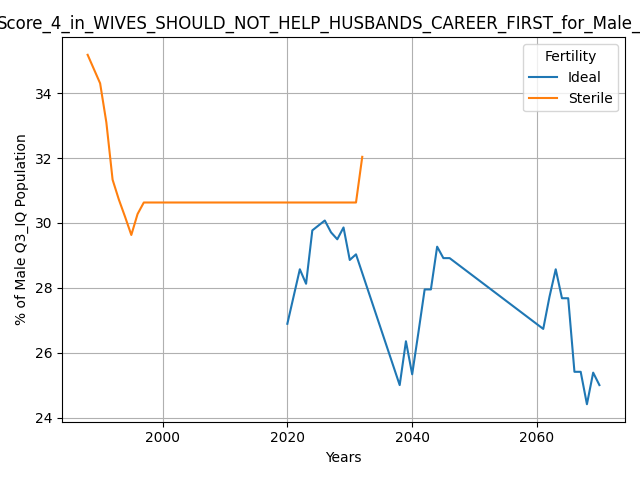 Score_4_in_WIVES_SHOULD_NOT_HELP_HUSBANDS_CAREER_FIRST_for_Male_
Fertility
Ideal
Sterile
% of Male Q3_IQ Population
34
32
30
28
26
24
2000
2020
2040
2060
Years